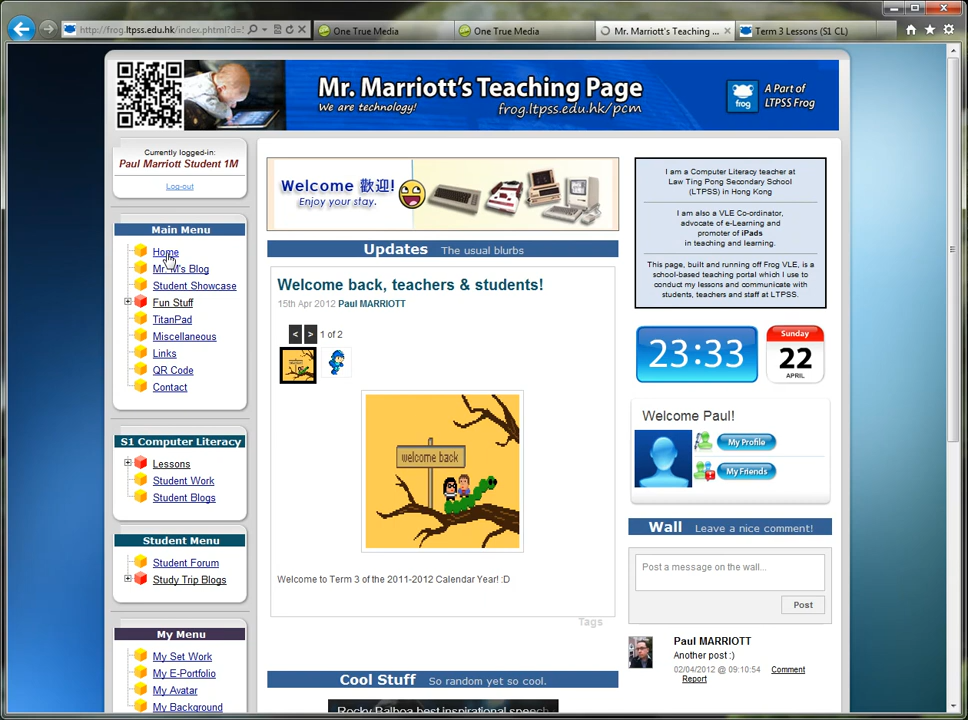 http://frog.ltpss.edu.hk/index.phtml?d=
One True Media
One True Media
Mr. Marriott's Teaching ...
Term 3 Lessons (S1 CL)
Mr. Marriott's Teaching Page
We are technology!
frog.ltpss.edu.hk/pcm
frog
A Part of
LTPSS Frog
Currently logged-in:
Paul Marriott Student 1M
Log-out
Main Menu
Home
Mr. M's Blog
Student Showcase
Fun Stuff
TitanPad
Miscellaneous
Links
QR Code
Contact
S1 Computer Literacy
Lessons
Student Work
Student Blogs
Student Menu
Student Forum
Study Trip Blogs
My Menu
My Set Work
My E-Portfolio
My Avatar
My Background
Welcome 歡迎!
Enjoy your stay.
Updates The usual blurbs
Welcome back, teachers & students!
15th Apr 2012 Paul MARRIOTT
< > 1 of 2
welcome back
Welcome to Term 3 of the 2011-2012 Calendar Year! :D
Tags
Cool Stuff So random yet so cool.
Rocky Balboa best inspirational speech
I am a Computer Literacy teacher at
Law Ting Pong Secondary School
(LTPSS) in Hong Kong
I am also a VLE Co-ordinator,
advocate of e-Learning and
promoter of iPads
in teaching and learning.
This page, built and running off Frog VLE, is a
school-based teaching portal which I use to
conduct my lessons and communicate with
students, teachers and staff at LTPSS.
23:33
Sunday
22
APRIL
Welcome Paul!
My Profile
My Friends
Wall Leave a nice comment!
Post a message on the wall...
Post
Paul MARRIOTT
Another post :)
02/04/2012 @ 09:10:54 Comment
Report